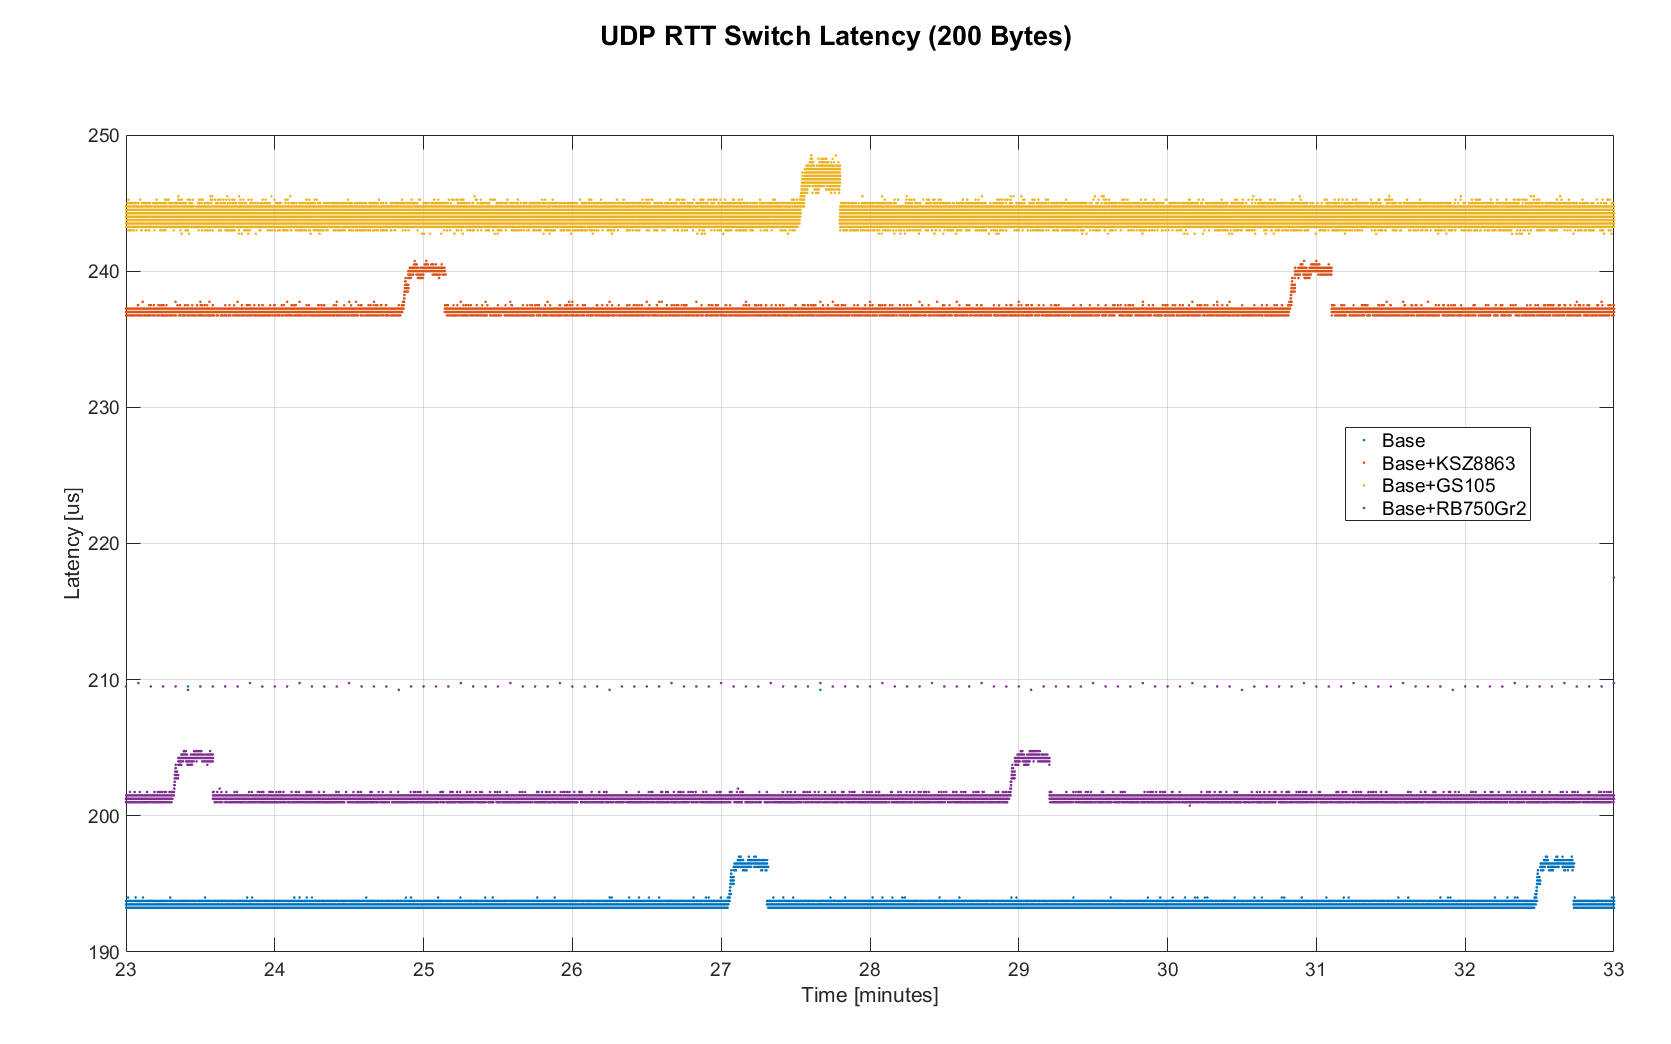 UDP RTT Switch Latency (200 Bytes)
250
240
230
220
210
200
190
Latency [us]
Base
Base+KSZ8863
Base+GS105
Base+RB750Gr2
23 24 25 26 27 28 29 30 31 32 33
Time [minutes]